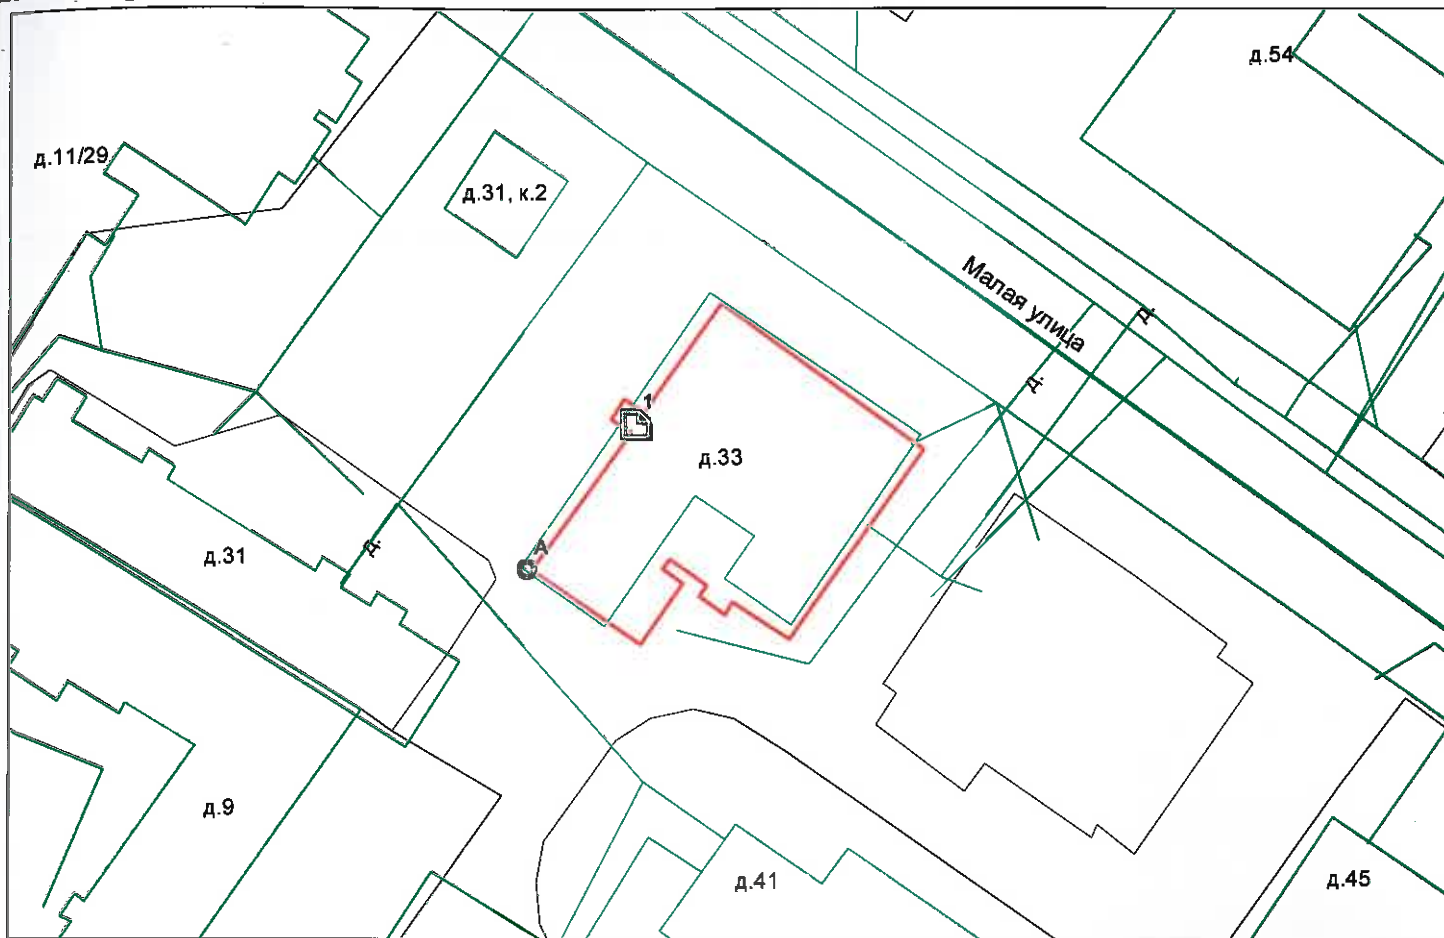 д.54
д.11/29
д.31, к.2
Малая улица
д.
д.
1
д.33
А
д.
д.31
д.9
д.41
д.45